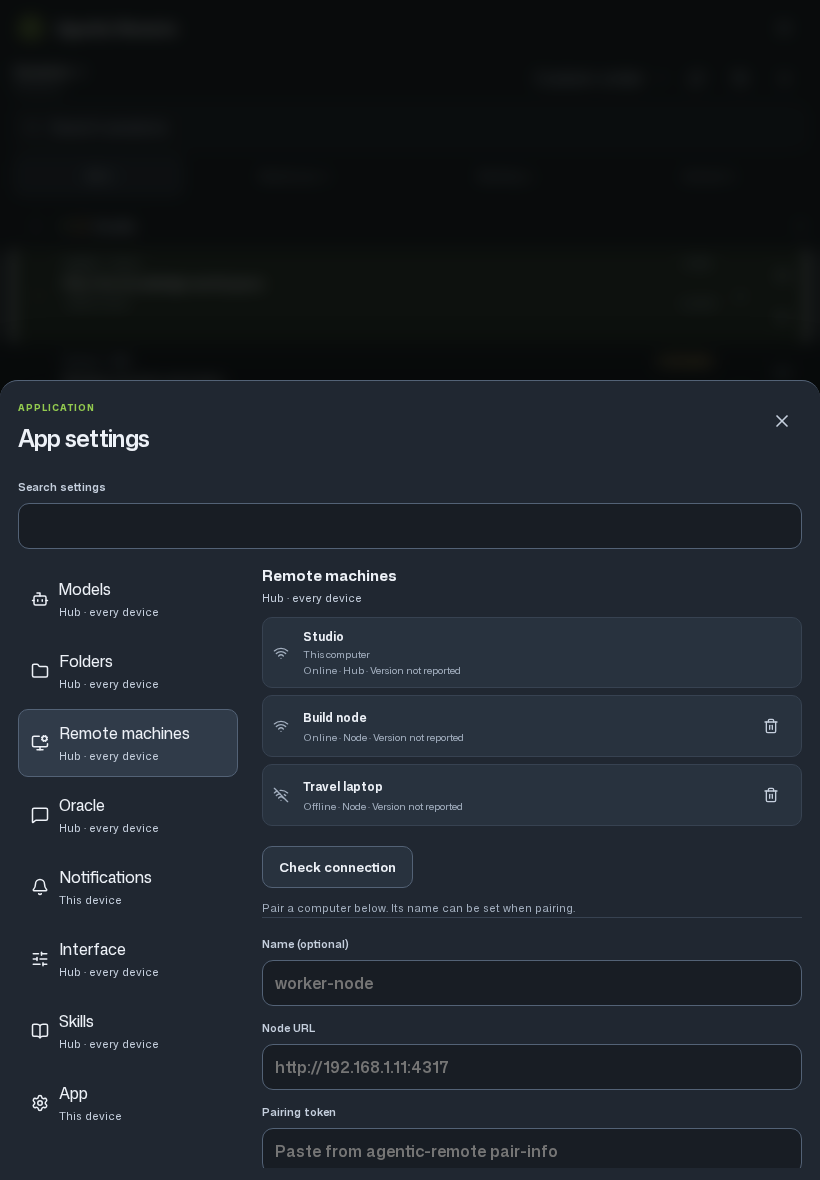 APPLICATION
App settings
Search settings
Models
Hub · every device
Folders
Hub · every device
Remote machines
Hub · every device
Oracle
Hub · every device
Notifications
This device
Interface
Hub · every device
Skills
Hub · every device
App
This device
Remote machines
Hub · every device
Studio
This computer
Online · Hub · Version not reported
Build node
Online · Node · Version not reported
Travel laptop
Offline · Node · Version not reported
Check connection
Pair a computer below. Its name can be set when pairing.
Name (optional)
worker-node
Node URL
http://192.168.1.11:4317
Pairing token
Paste from agentic-remote pair-info